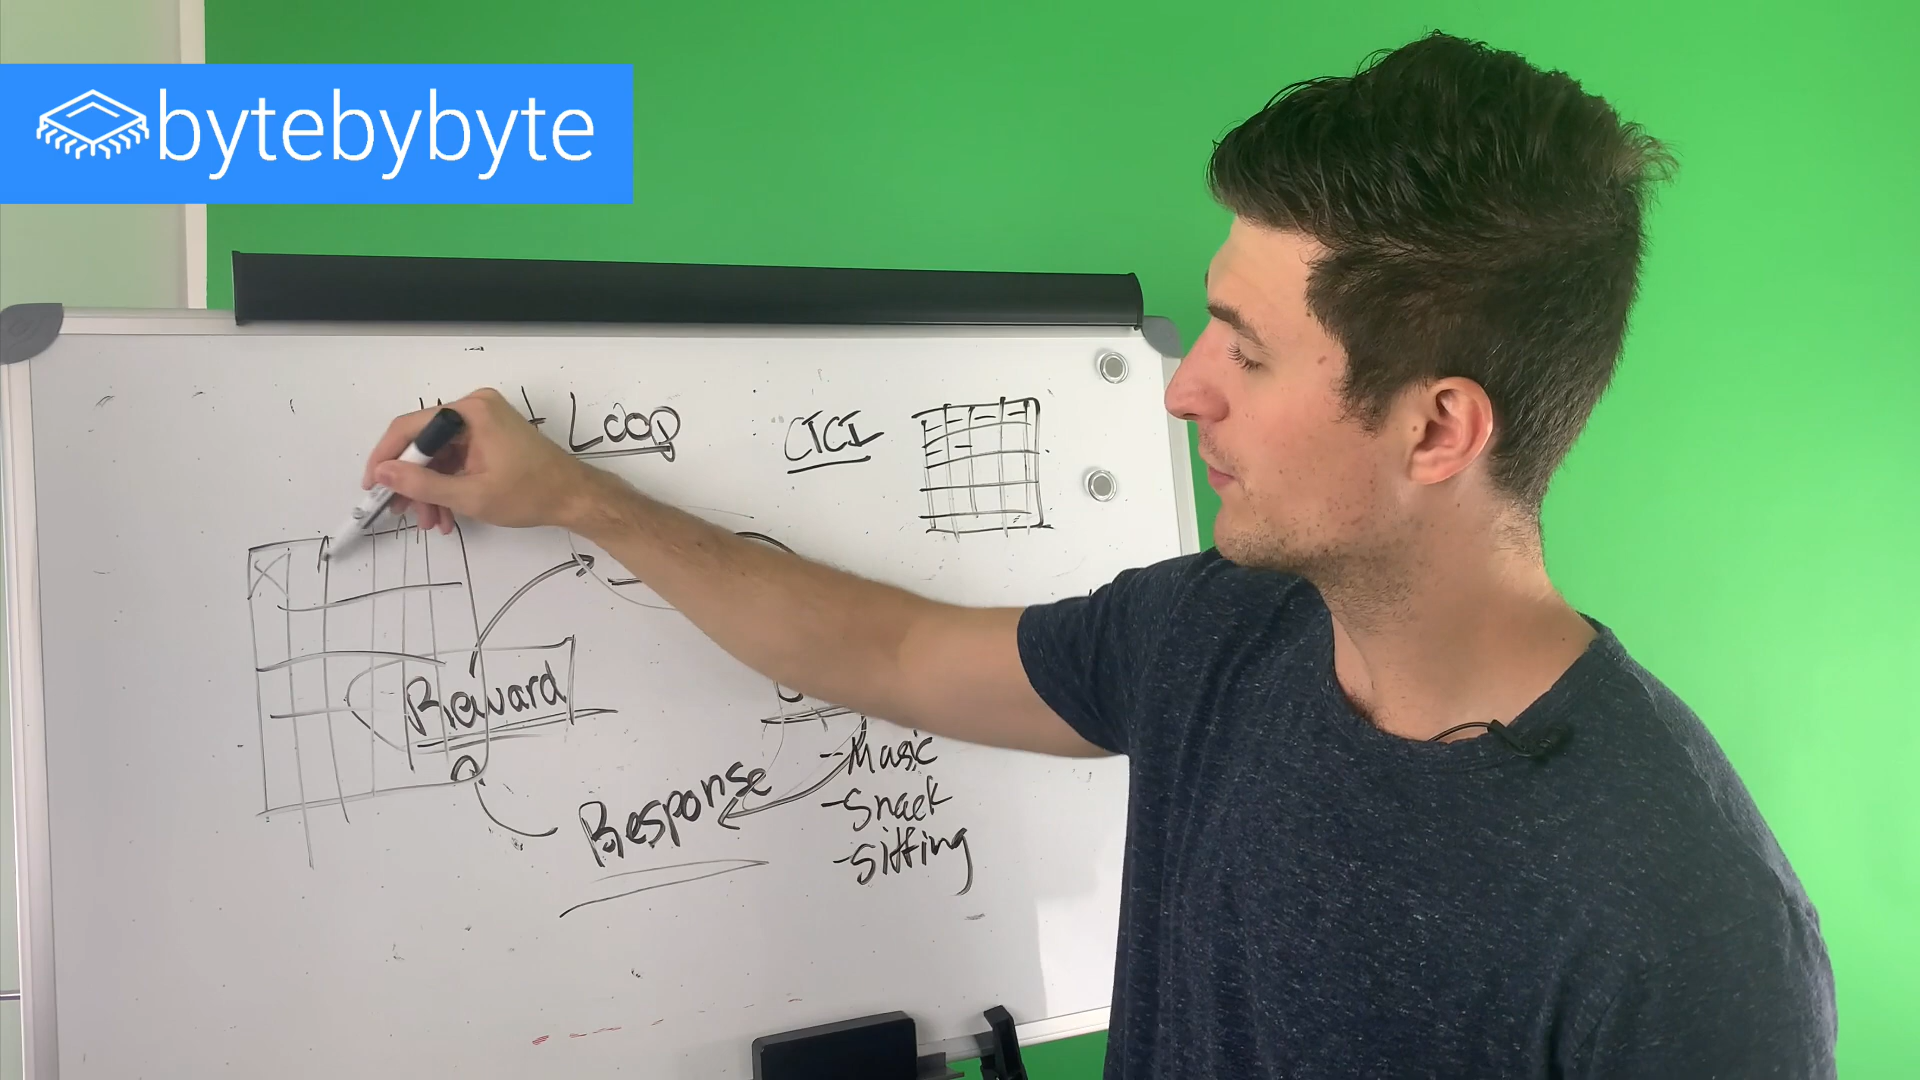 bytebybyte
Loop
CICI
Reward
Response
-Music
-Snack
-Sitting